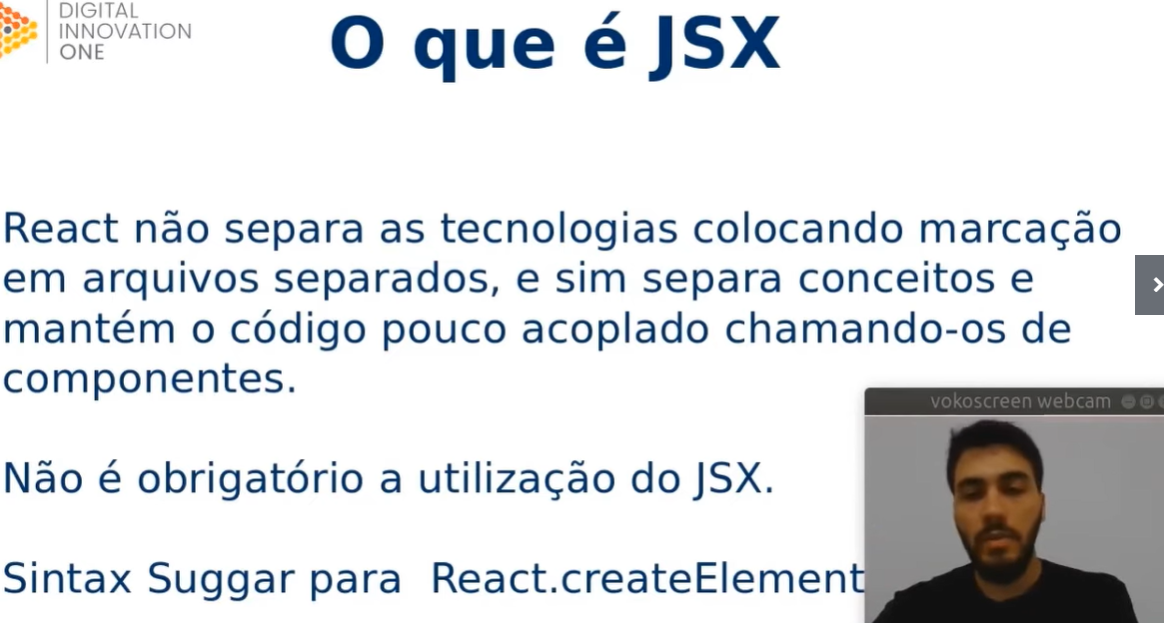 DIGITAL
INNOVATION
ONE
O que é JSX
React não separa as tecnologias colocando marcação
em arquivos separados, e sim separa conceitos e
mantém o código pouco acoplado chamando-os de
componentes.
Não é obrigatório a utilização do JSX.
Sintax Suggar para  React.createElement
vokoscreen webcam